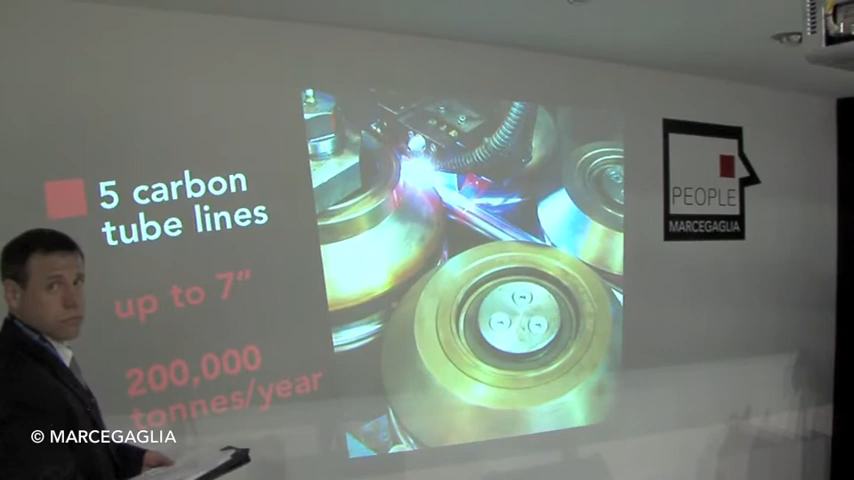 5 carbon
tube lines
up to 7"
200,000
tonnes/year
PEOPLE
MARCEGAGLIA
© MARCEGAGLIA